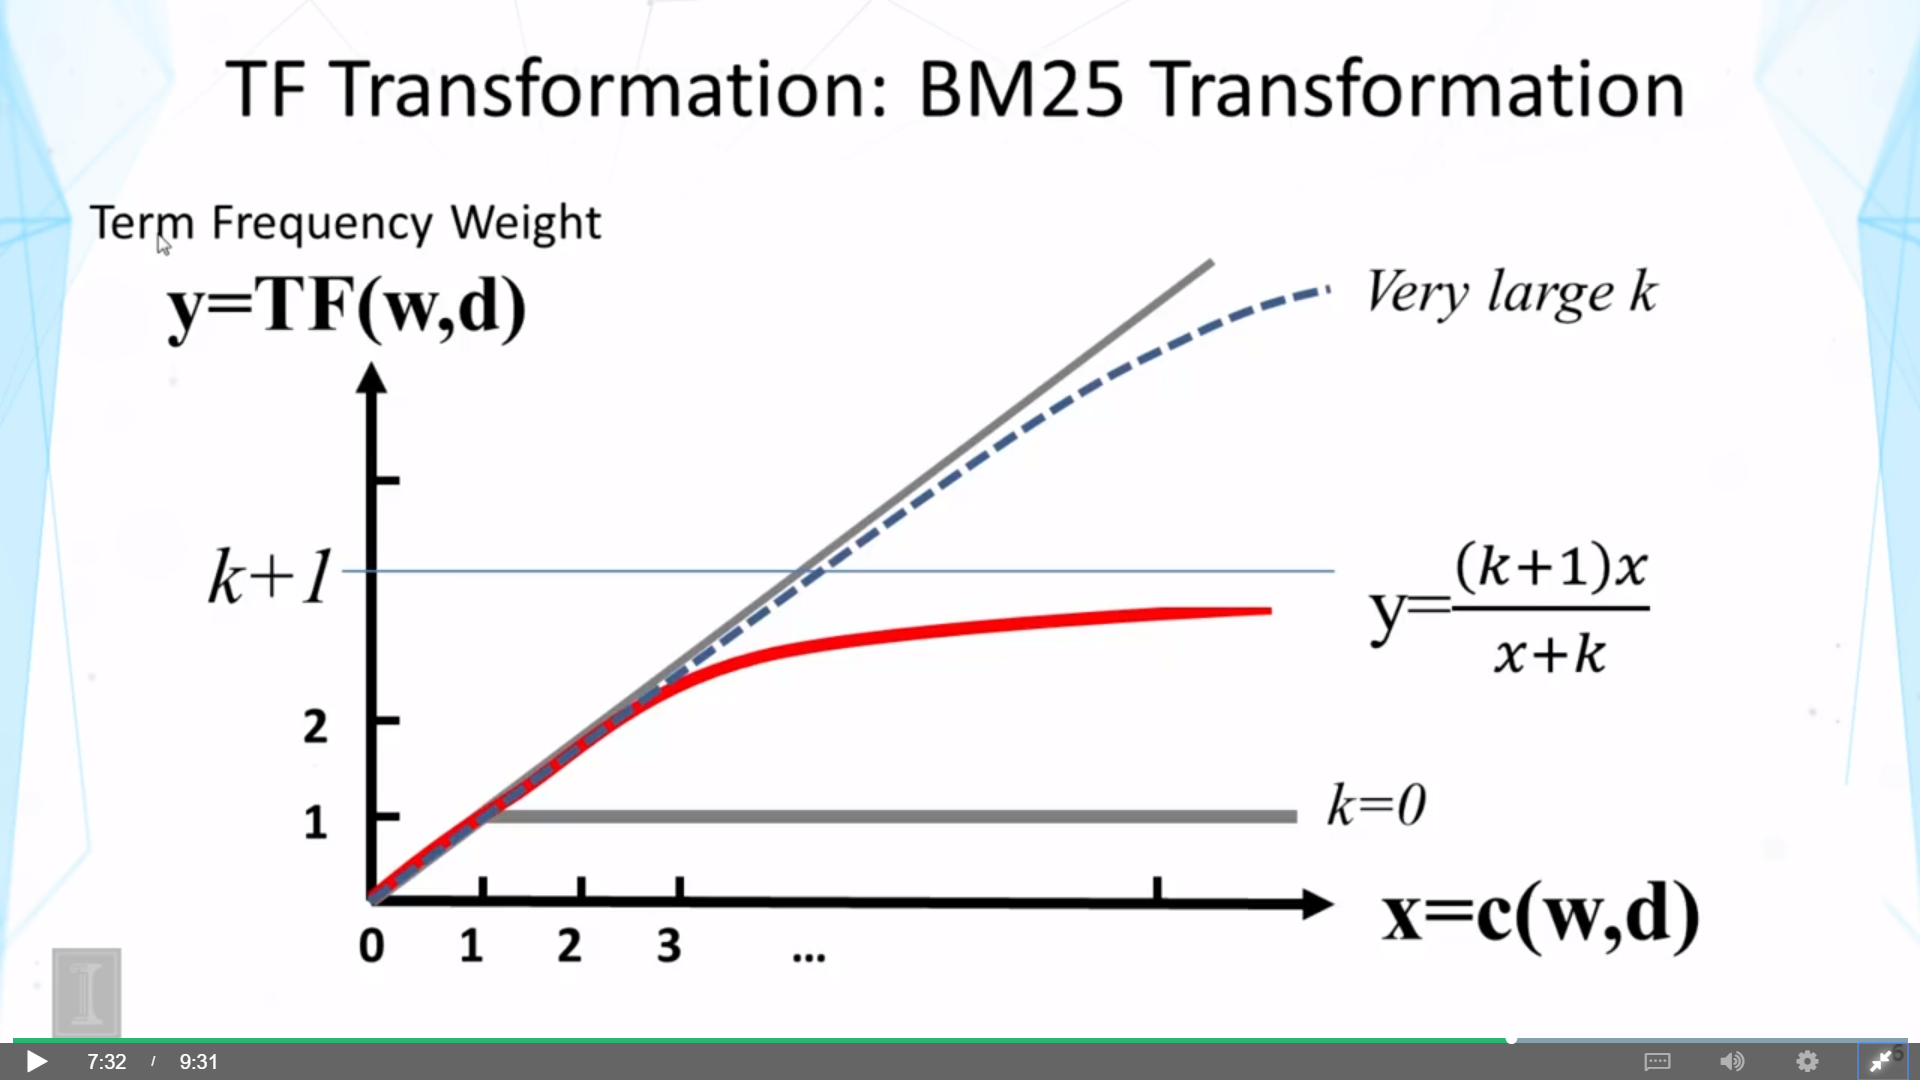 TF Transformation: BM25 Transformation
Term Frequency Weight
y=TF(w,d)
Very large k
k+1
y=(k+1)x
x+k
2
1
k=0
x=c(w,d)
0 1 2 3 ...
I
7:32 / 9:31
6